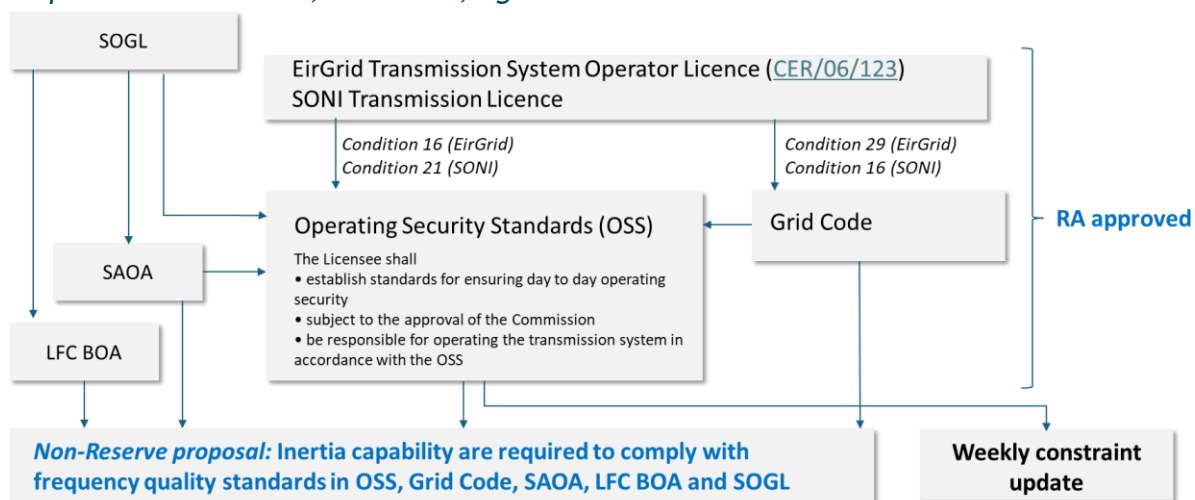 SOGL
EirGrid Transmission System Operator Licence (CER/06/123)
SONI Transmission Licence
Condition 16 (EirGrid)
Condition 21 (SONI)
Condition 29 (EirGrid)
Condition 16 (SONI)
Operating Security Standards (OSS)
The Licensee shall
• establish standards for ensuring day to day operating
security
• subject to the approval of the Commission
• be responsible for operating the transmission system in
accordance with the OSS
Grid Code
RA approved
SAOA
LFC BOA
Non-Reserve proposal: Inertia capability are required to comply with
frequency quality standards in OSS, Grid Code, SAOA, LFC BOA and SOGL
Weekly constraint
update